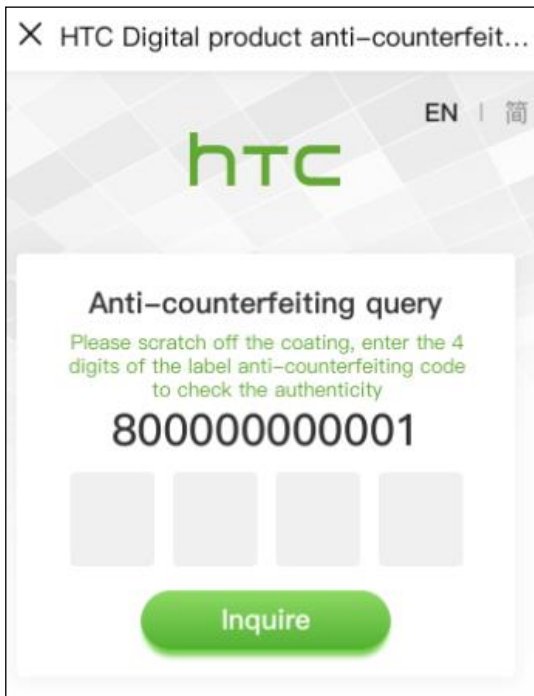 X HTC Digital product anti-counterfeit...
EN | 简
hTC
Anti-counterfeiting query
Please scratch off the coating, enter the 4
digits of the label anti-counterfeiting code
to check the authenticity
800000000001
Inquire